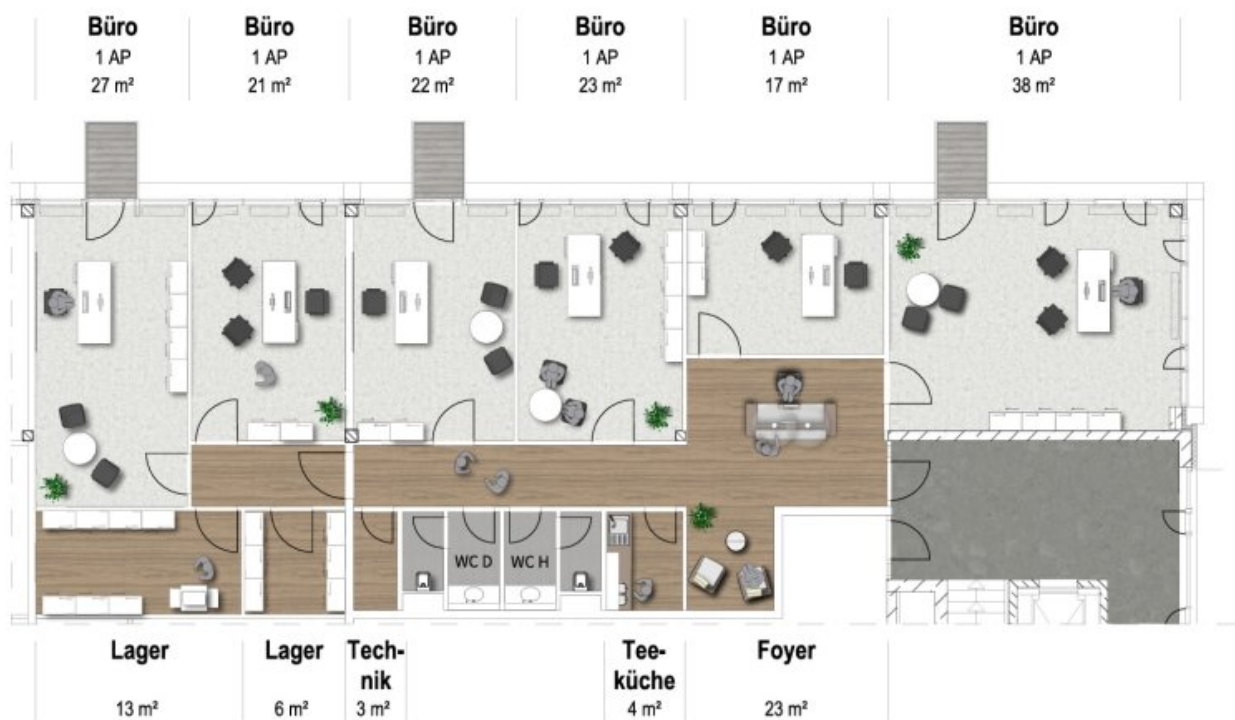 Büro Büro Büro Büro Büro Büro
1 AP 1 AP 1 AP 1 AP 1 AP 1 AP
27 m² 21 m² 22 m² 23 m² 17 m² 38 m²
WC D WC H
Lager Lager Tech- Tee- Foyer
nik küche
13 m² 6 m² 3 m² 4 m² 23 m²